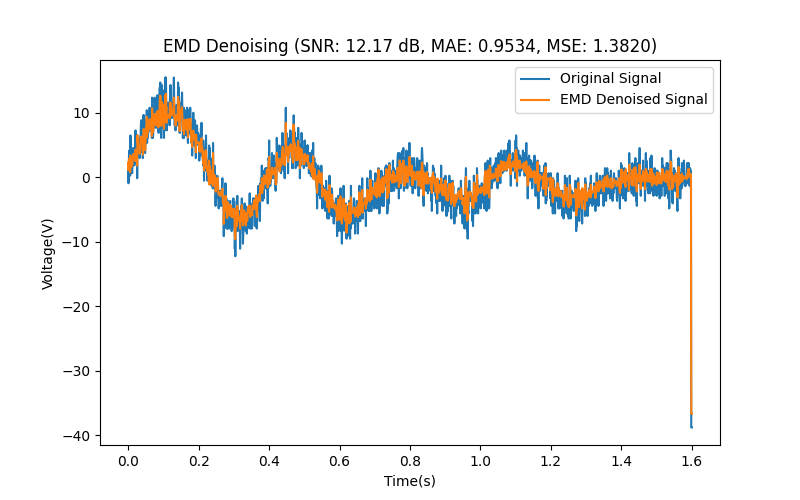 EMD Denoising (SNR: 12.17 dB, MAE: 0.9534, MSE: 1.3820)
Original Signal
EMD Denoised Signal
10
0
−10
−20
−30
−40
Voltage(V)
0.0 0.2 0.4 0.6 0.8 1.0 1.2 1.4 1.6
Time(s)